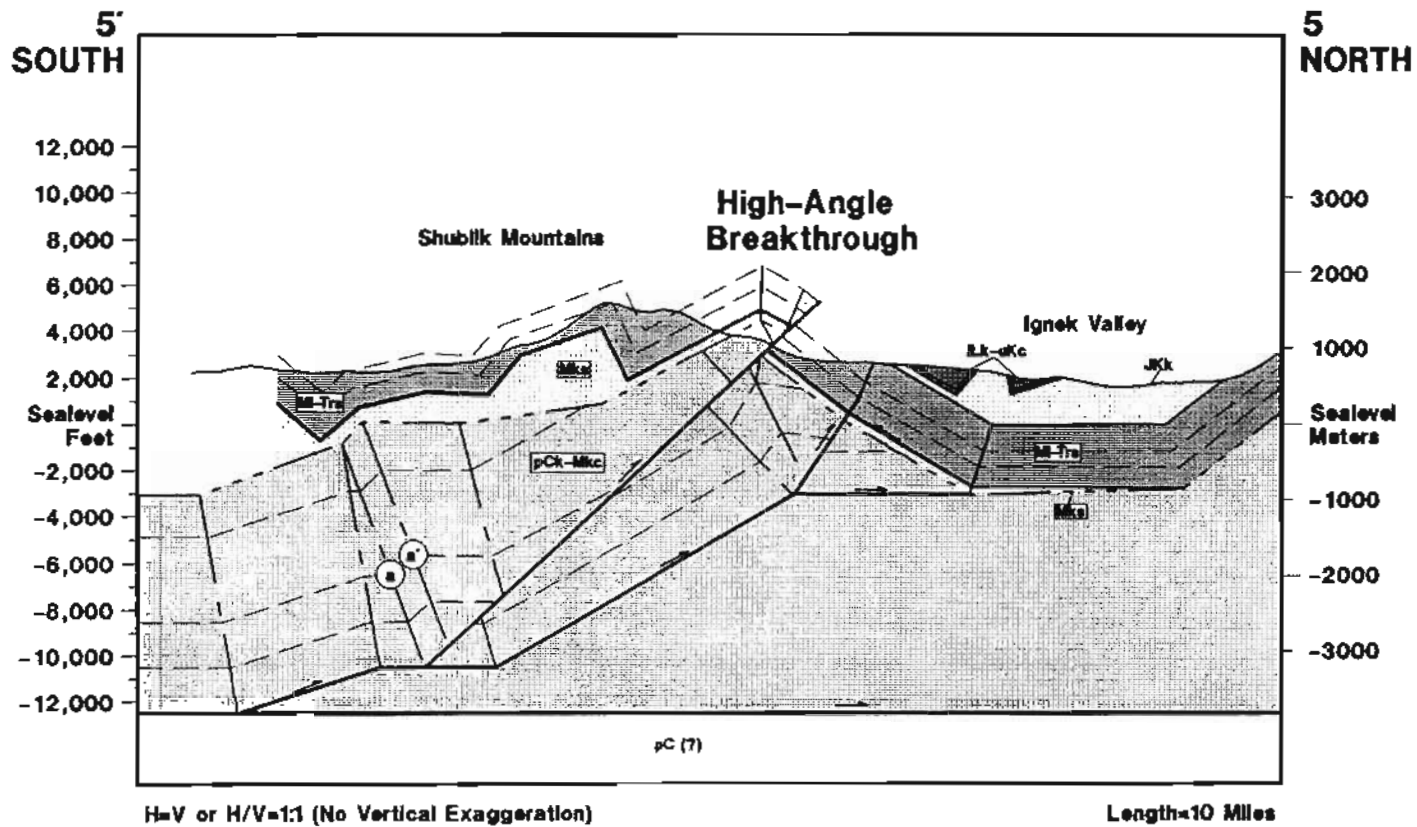 5'
SOUTH
5
NORTH
12,000
10,000
8,000
6,000
4,000
2,000
Sealevel
Feet
-2,000
-4,000
-6,000
-8,000
-10,000
-12,000
3000
2000
1000
Sealevel
Meters
-1000
-2000
-3000
High-Angle
Breakthrough
Shublik Mountains
Ignek Valley
JKk
Mks
Ml-Trs
pCk-Mkc
Ml-Trs
?
Mks
a'
a
pC (?)
H=V or H/V=1:1 (No Vertical Exaggeration)
Length=10 Miles